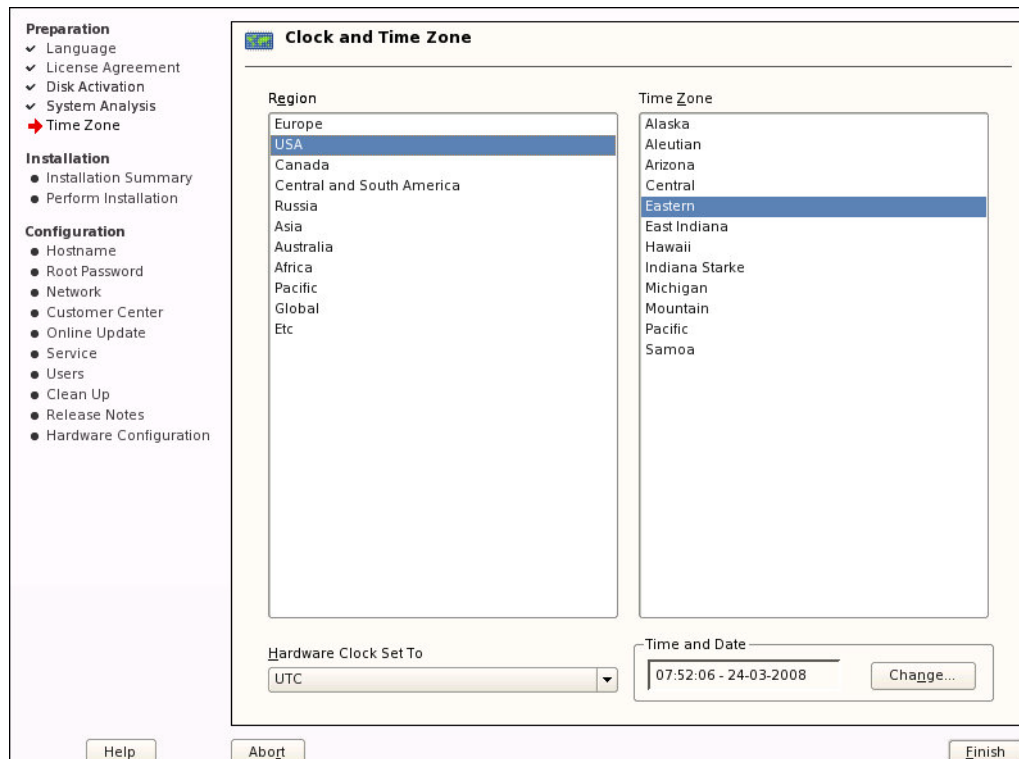 Preparation
Language
License Agreement
Disk Activation
System Analysis
Time Zone
Installation
Installation Summary
Perform Installation
Configuration
Hostname
Root Password
Network
Customer Center
Online Update
Service
Users
Clean Up
Release Notes
Hardware Configuration
Clock and Time Zone
Region
Europe
USA
Canada
Central and South America
Russia
Asia
Australia
Africa
Pacific
Global
Etc
Time Zone
Alaska
Aleutian
Arizona
Central
Eastern
East Indiana
Hawaii
Indiana Starke
Michigan
Mountain
Pacific
Samoa
Hardware Clock Set To
UTC
Time and Date
07:52:06 - 24-03-2008
Change...
Help
Abort
Finish